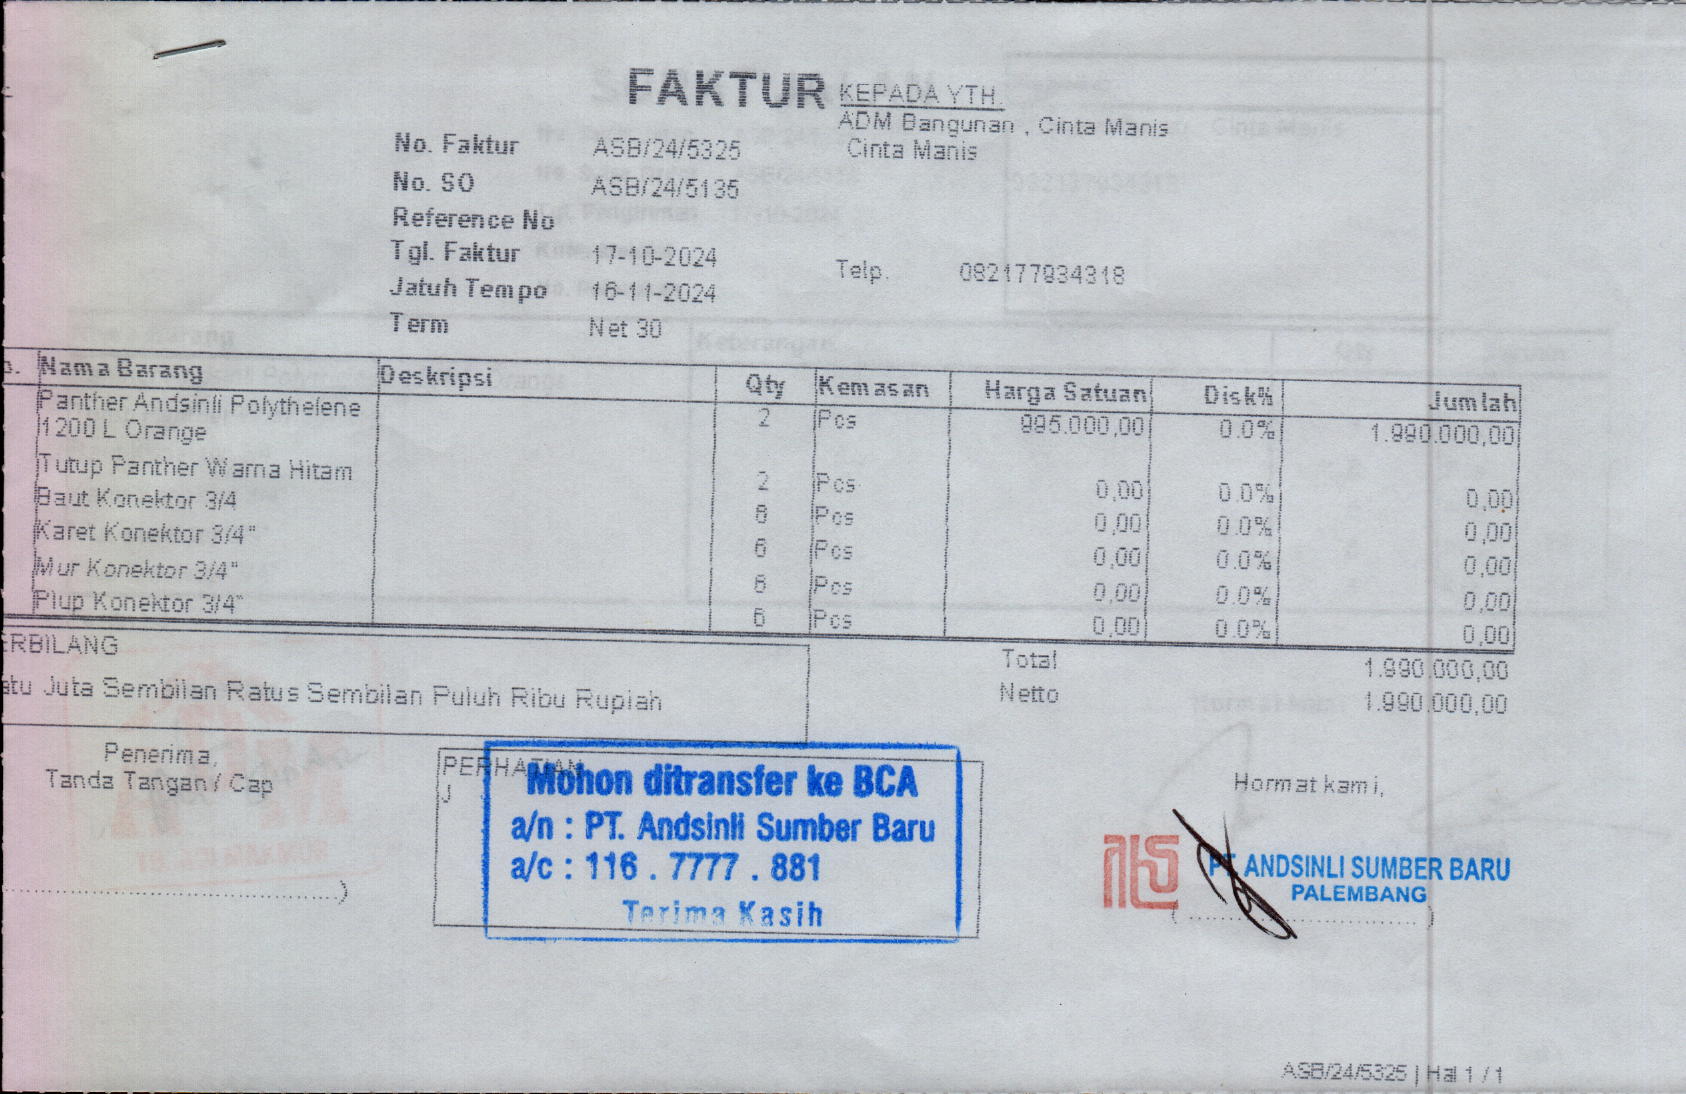 FAKTUR
KEPADA YTH.
ADM Bangunan , Cinta Manis
Cinta Manis
No. Faktur ASB/24/5325
No. SO ASB/24/5135
Reference No
Tgl. Faktur 17-10-2024
Telp. 082177934318
Jatuh Tempo 16-11-2024
Term Net 30
Nama Barang Deskripsi Qty Kemasan Harga Satuan Disk% Jumlah
Panther Andsinli Polythelene 2 Pcs 995.000,00 0.0% 1.990.000,00
1200 L Orange
Tutup Panther Warna Hitam 2 Pcs 0,00 0.0% 0,00
Baut Konektor 3/4 Pcs 0,00 0.0% 0,00
Karet Konektor 3/4" 6 Pcs 0,00 0.0% 0,00
Mur Konektor 3/4" Pcs 0,00 0.0% 0,00
Plup Konektor 3/4" 6 Pcs 0,00 0.0% 0,00
ERBILANG
atu Juta Sembilan Ratus Sembilan Puluh Ribu Rupiah
Total 1.990.000,00
Netto 1.990.000,00
Penerima,
Tanda Tangan / Cap
PERHATIAN
Mohon ditransfer ke BCA
a/n : PT. Andsinli Sumber Baru
a/c : 116 . 7777 . 881
Terima Kasih
Hormat kami,
PT. ANDSINLI SUMBER BARU
PALEMBANG
ASB/24/5325 | Hal 1 / 1